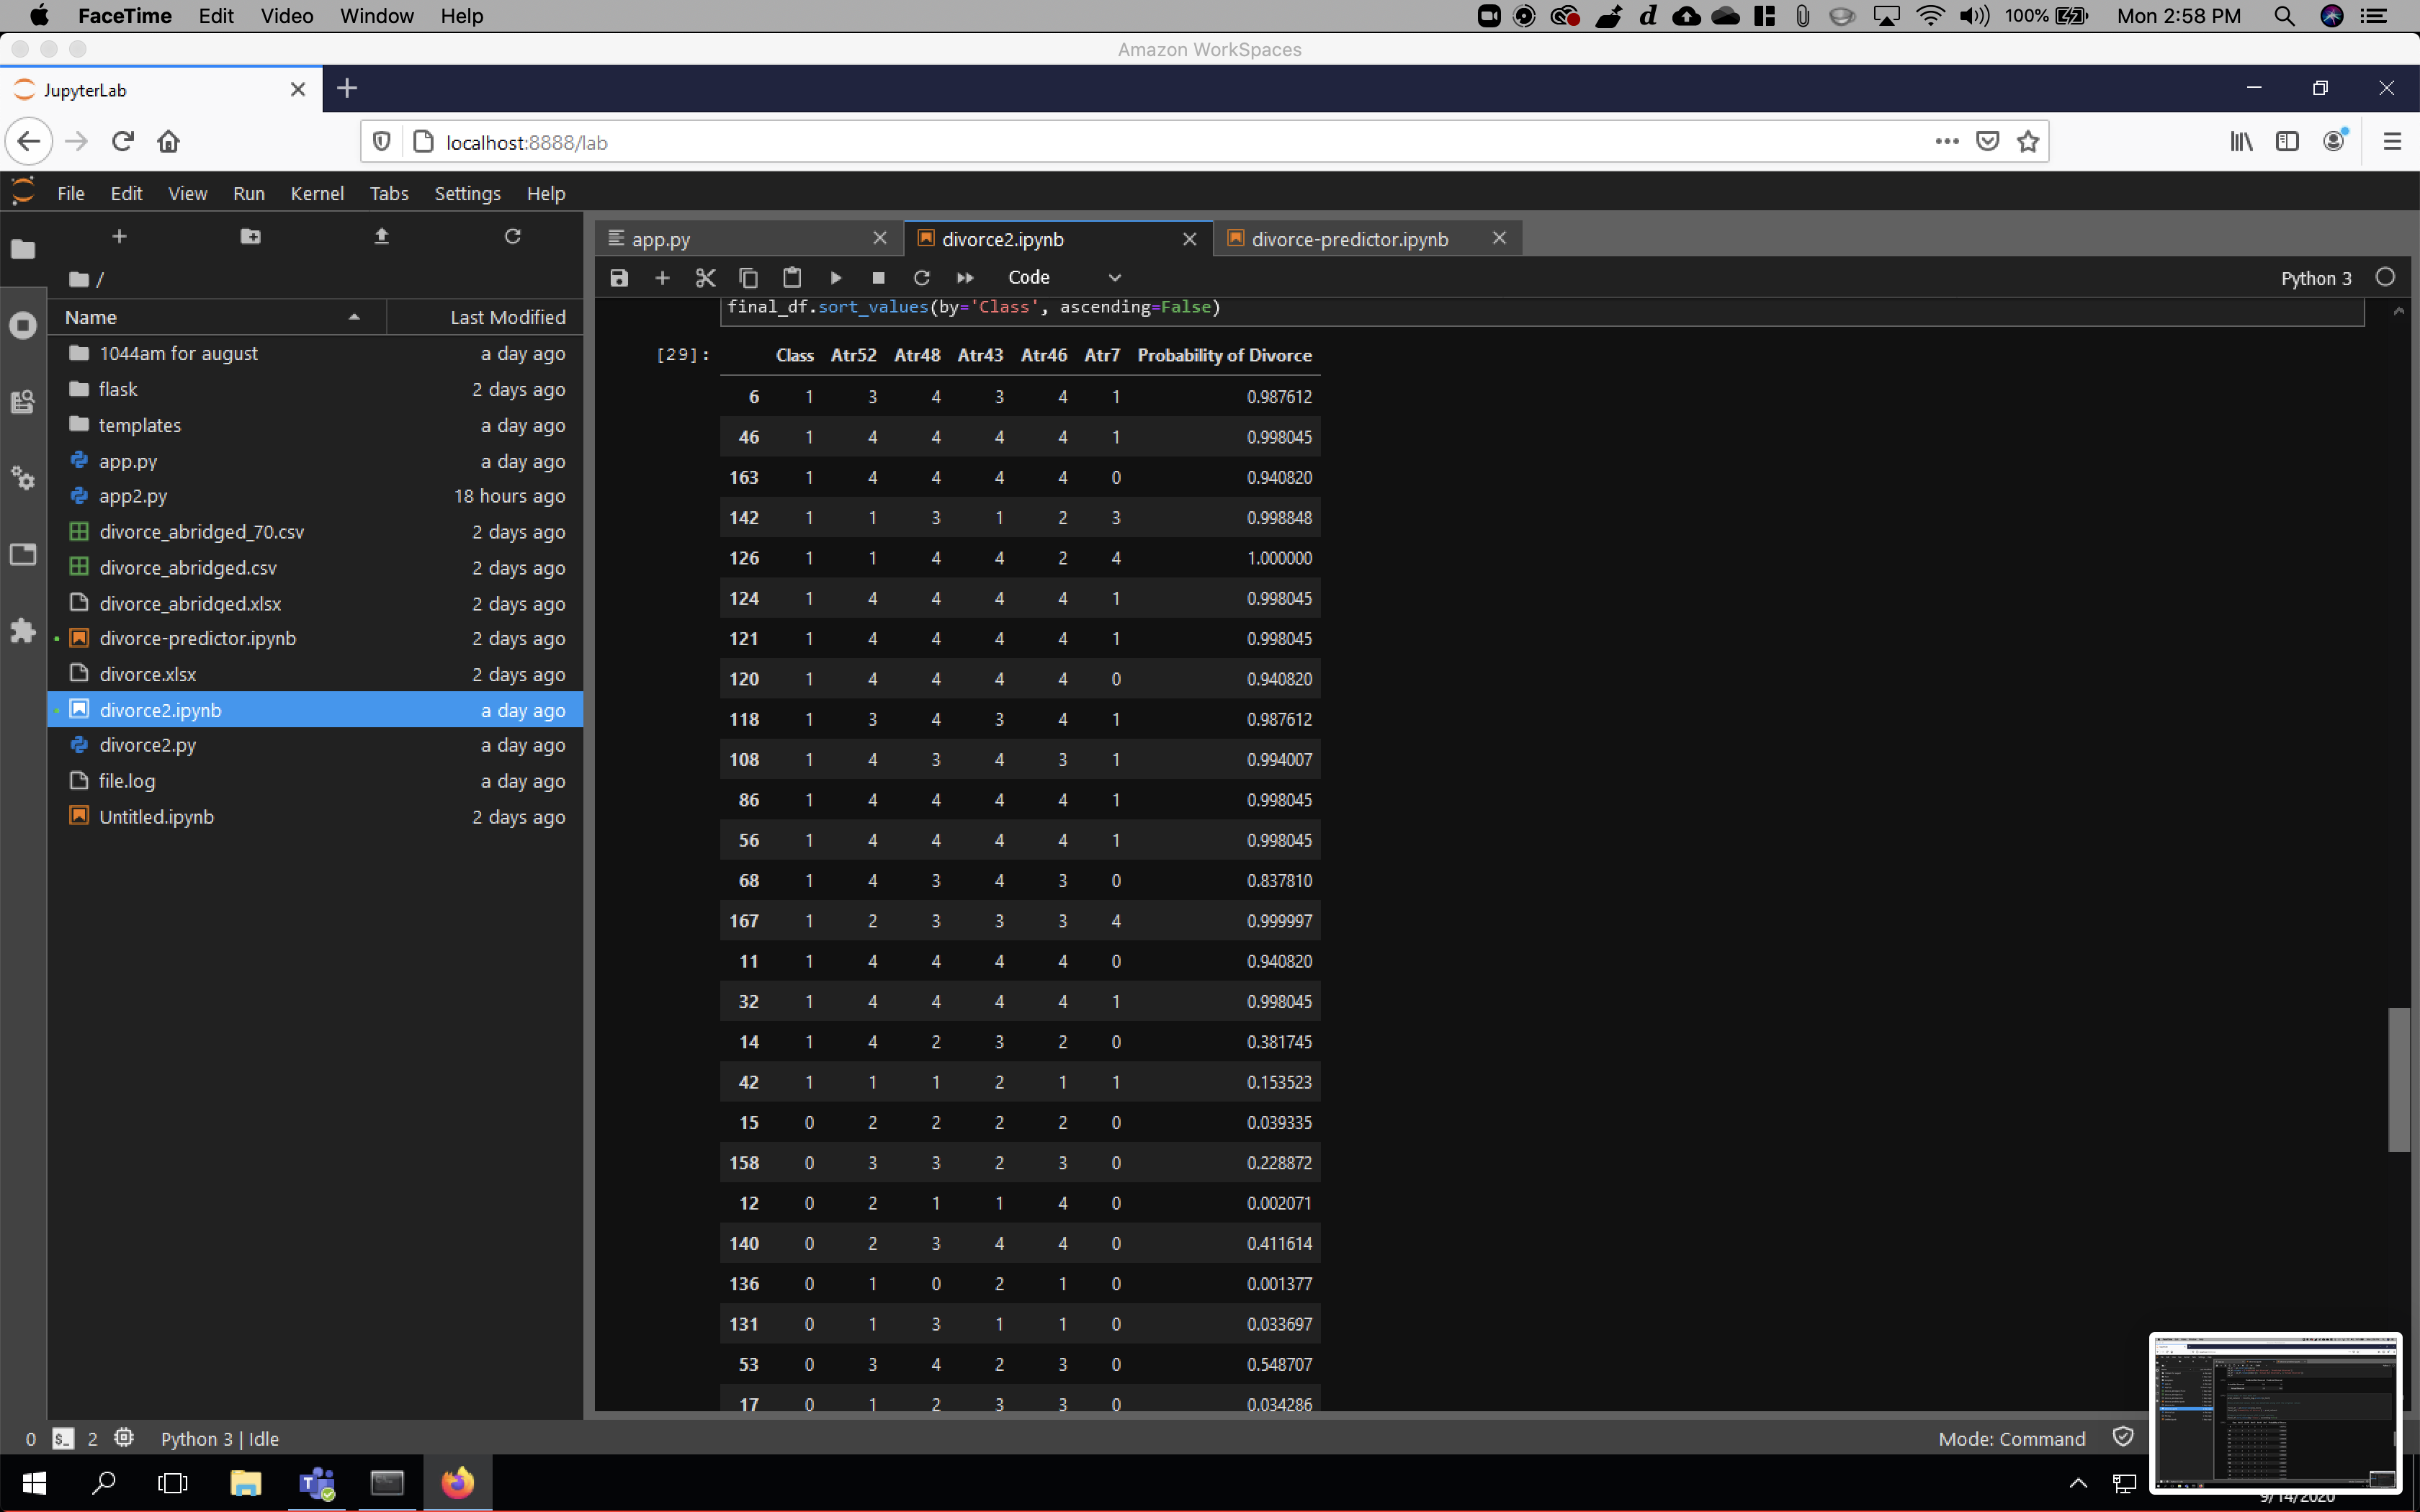 FaceTime Edit Video Window Help 100% Mon 2:58 PM
Amazon WorkSpaces
JupyterLab
localhost:8888/lab
File Edit View Run Kernel Tabs Settings Help
app.py divorce2.ipynb divorce-predictor.ipynb
/
Code Python 3
Name Last Modified
1044am for august a day ago
flask 2 days ago
templates a day ago
app.py a day ago
app2.py 18 hours ago
divorce_abridged_70.csv 2 days ago
divorce_abridged.csv 2 days ago
divorce_abridged.xlsx 2 days ago
divorce-predictor.ipynb 2 days ago
divorce.xlsx 2 days ago
divorce2.ipynb a day ago
divorce2.py a day ago
file.log a day ago
Untitled.ipynb 2 days ago
final_df.sort_values(by='Class', ascending=False)
[29]: Class Atr52 Atr48 Atr43 Atr46 Atr7 Probability of Divorce
6 1 3 4 3 4 1 0.987612
46 1 4 4 4 4 1 0.998045
163 1 4 4 4 4 0 0.940820
142 1 1 3 1 2 3 0.998848
126 1 1 4 4 2 4 1.000000
124 1 4 4 4 4 1 0.998045
121 1 4 4 4 4 1 0.998045
120 1 4 4 4 4 0 0.940820
118 1 3 4 3 4 1 0.987612
108 1 4 3 4 3 1 0.994007
86 1 4 4 4 4 1 0.998045
56 1 4 4 4 4 1 0.998045
68 1 4 3 4 3 0 0.837810
167 1 2 3 3 3 4 0.999997
11 1 4 4 4 4 0 0.940820
32 1 4 4 4 4 1 0.998045
14 1 4 2 3 2 0 0.381745
42 1 1 1 2 1 1 0.153523
15 0 2 2 2 2 0 0.039335
158 0 3 3 2 3 0 0.228872
12 0 2 1 1 4 0 0.002071
140 0 2 3 4 4 0 0.411614
136 0 1 0 2 1 0 0.001377
131 0 1 3 1 1 0 0.033697
53 0 3 4 2 3 0 0.548707
17 0 1 2 3 3 0 0.034286
0 $_ 2 Python 3 | Idle Mode: Command
9/14/2020